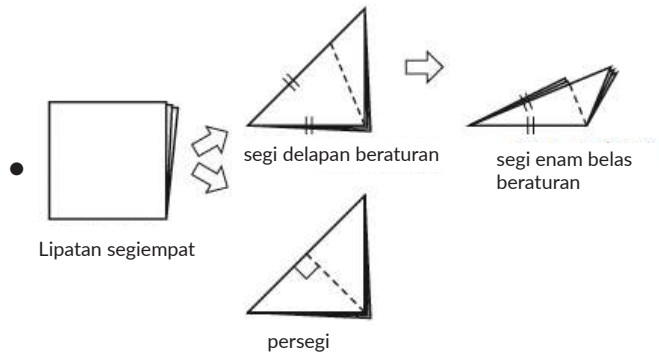 segi delapan beraturan
segi enam belas
beraturan
Lipatan segiempat
persegi